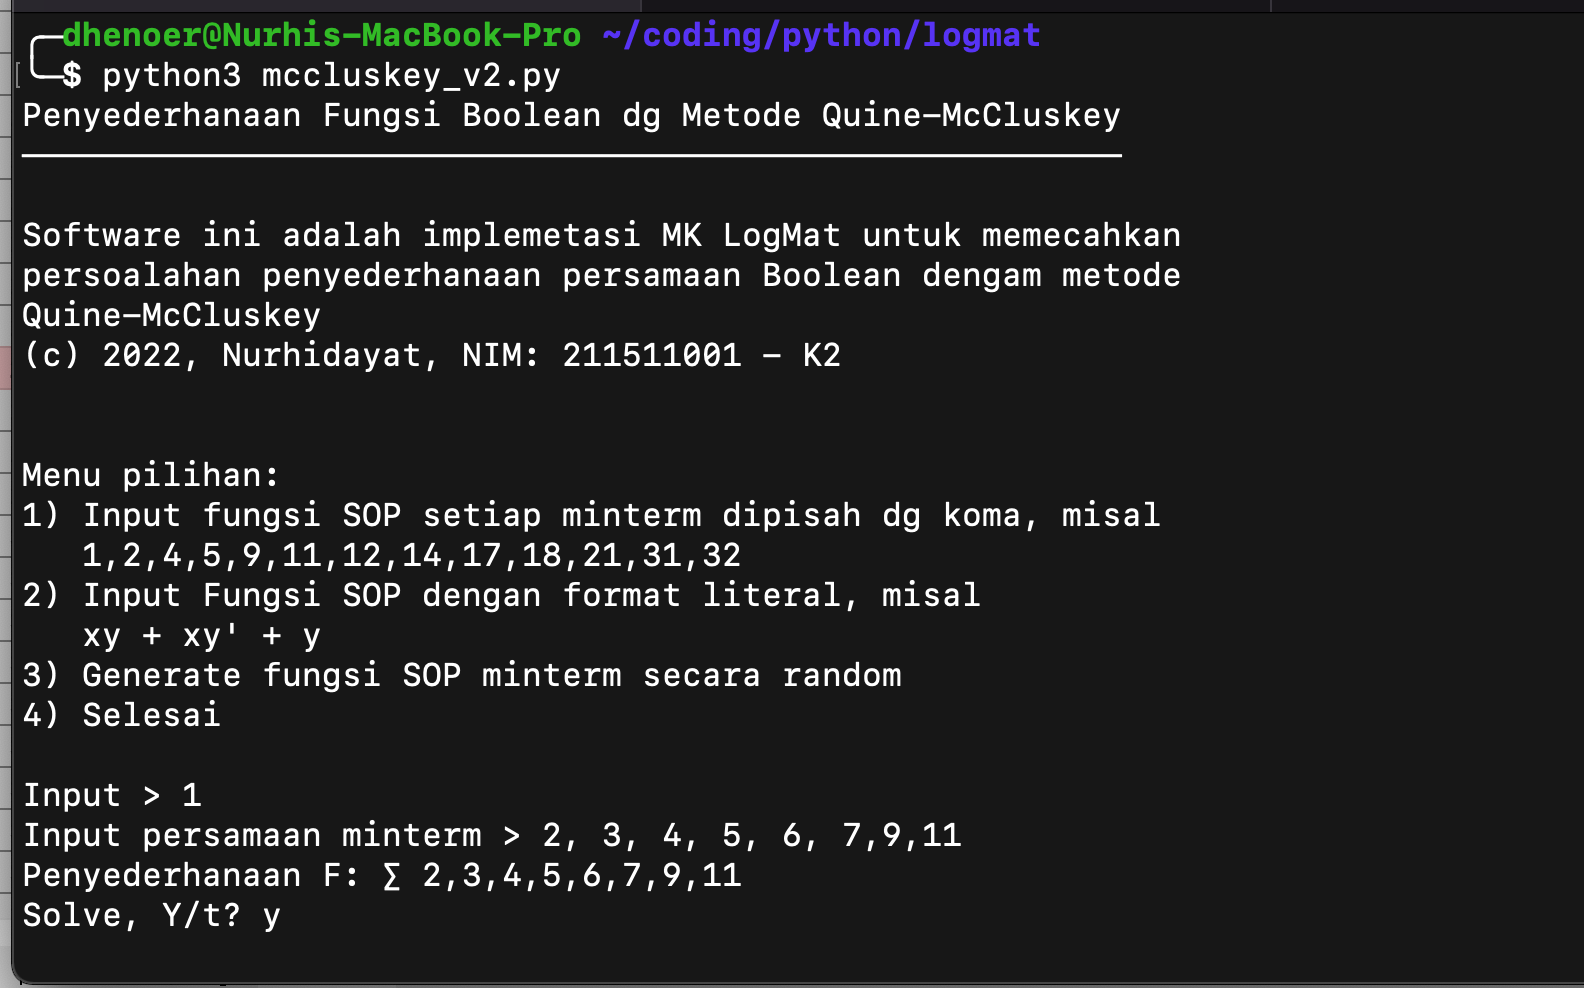 dhenoer@Nurhis-MacBook-Pro ~/coding/python/logmat
$ python3 mccluskey_v2.py
Penyederhanaan Fungsi Boolean dg Metode Quine-McCluskey
Software ini adalah implemetasi MK LogMat untuk memecahkan
persoalahan penyederhanaan persamaan Boolean dengam metode
Quine-McCluskey
(c) 2022, Nurhidayat, NIM: 211511001 - K2
Menu pilihan:
1) Input fungsi SOP setiap minterm dipisah dg koma, misal
1,2,4,5,9,11,12,14,17,18,21,31,32
2) Input Fungsi SOP dengan format literal, misal
xy + xy' + y
3) Generate fungsi SOP minterm secara random
4) Selesai
Input > 1
Input persamaan minterm > 2, 3, 4, 5, 6, 7,9,11
Penyederhanaan F: ∑ 2,3,4,5,6,7,9,11
Solve, Y/t? y